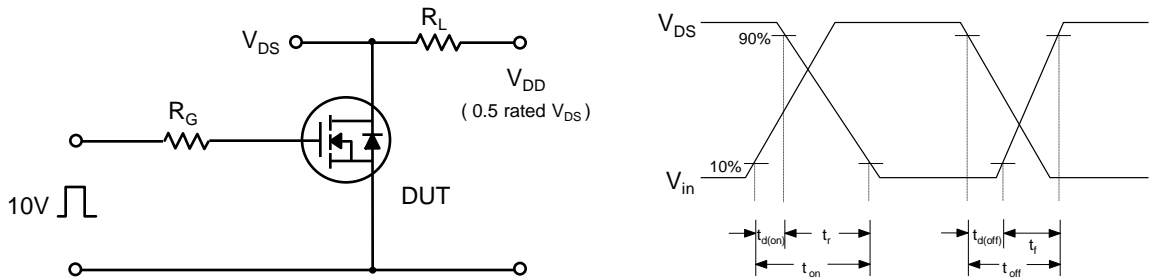 V_DS
R_L
V_DD
( 0.5 rated V_DS )
R_G
10V
DUT
V_DS
90%
10%
V_in
t_d(on)
t_r
t_on
t_d(off)
t_f
t_off